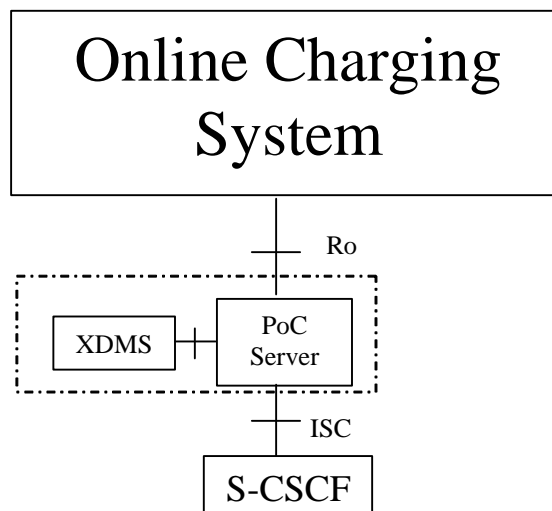 Online Charging
System
Ro
XDMS
PoC
Server
ISC
S-CSCF